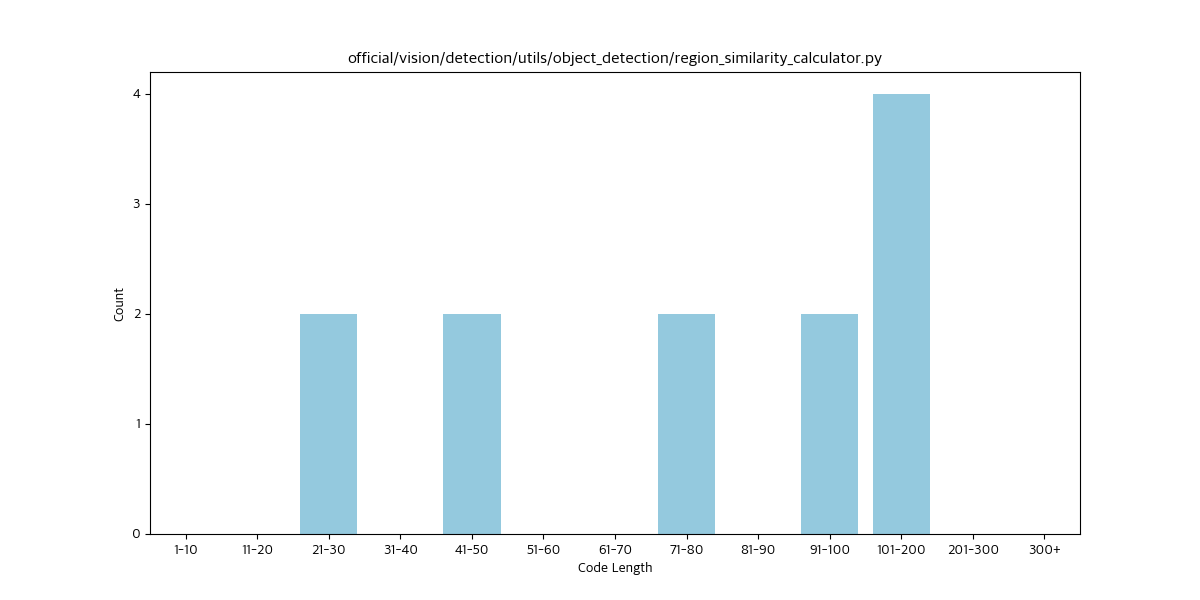 official/vision/detection/utils/object_detection/region_similarity_calculator.py
4
3
2
1
0
Count
1-10 11-20 21-30 31-40 41-50 51-60 61-70 71-80 81-90 91-100 101-200 201-300 300+
Code Length